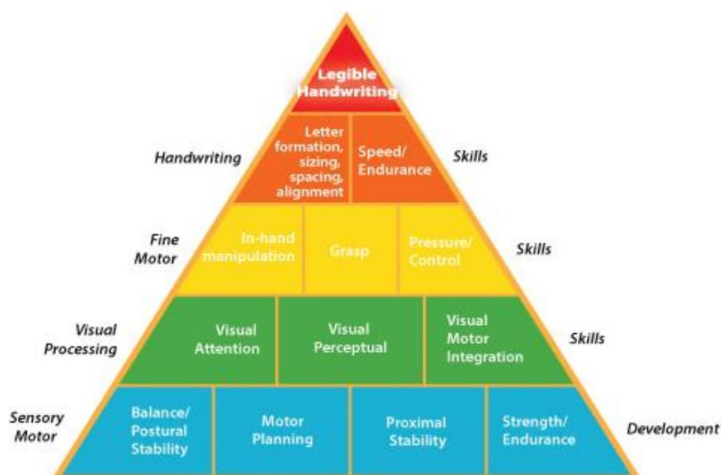 Legible
Handwriting
Handwriting
Letter
formation,
sizing,
spacing,
alignment
Speed/
Endurance
Skills
Fine
Motor
In-hand
manipulation
Grasp
Pressure/
Control
Skills
Visual
Processing
Visual
Attention
Visual
Perceptual
Visual
Motor
Integration
Skills
Sensory
Motor
Balance/
Postural
Stability
Motor
Planning
Proximal
Stability
Strength/
Endurance
Development